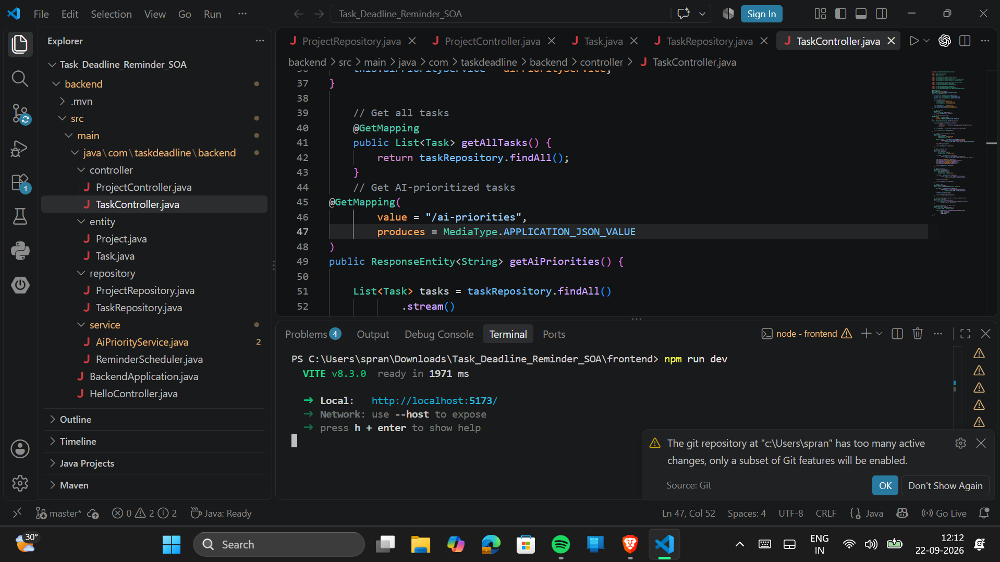 File Edit Selection View Go Run ···
Task_Deadline_Reminder_SOA
Sign In
Explorer
Task_Deadline_Reminder_SOA
backend
.mvn
src
main
java\com\taskdeadline\backend
controller
ProjectController.java
TaskController.java
entity
Project.java
Task.java
repository
ProjectRepository.java
TaskRepository.java
service
AiPriorityService.java 2
ReminderScheduler.java
BackendApplication.java
HelloController.java
Outline
Timeline
Java Projects
Maven
1
ProjectRepository.java ProjectController.java Task.java TaskRepository.java TaskController.java
backend > src > main > java > com > taskdeadline > backend > controller > TaskController.java
36 this.aiPriorityService = aiPriorityService;
37 }
38
39 // Get all tasks
40 @GetMapping
41 public List<Task> getAllTasks() {
42 return taskRepository.findAll();
43 }
44 // Get AI-prioritized tasks
45 @GetMapping(
46 value = "/ai-priorities",
47 produces = MediaType.APPLICATION_JSON_VALUE
48 )
49 public ResponseEntity<String> getAiPriorities() {
50
51 List<Task> tasks = taskRepository.findAll()
52 .stream()
Problems 4 Output Debug Console Terminal Ports
node - frontend
PS C:\Users\spran\Downloads\Task_Deadline_Reminder_SOA\frontend> npm run dev
VITE v8.3.0 ready in 1971 ms
➜ Local: http://localhost:5173/
➜ Network: use --host to expose
➜ press h + enter to show help
The git repository at "c:\Users\spran" has too many active
changes, only a subset of Git features will be enabled.
Source: Git
OK
Don't Show Again
master* 0 2 2 Java: Ready
Ln 47, Col 52 Spaces: 4 UTF-8 CRLF Java Go Live
30°
Search
ENG
IN
12:12
22-09-2026